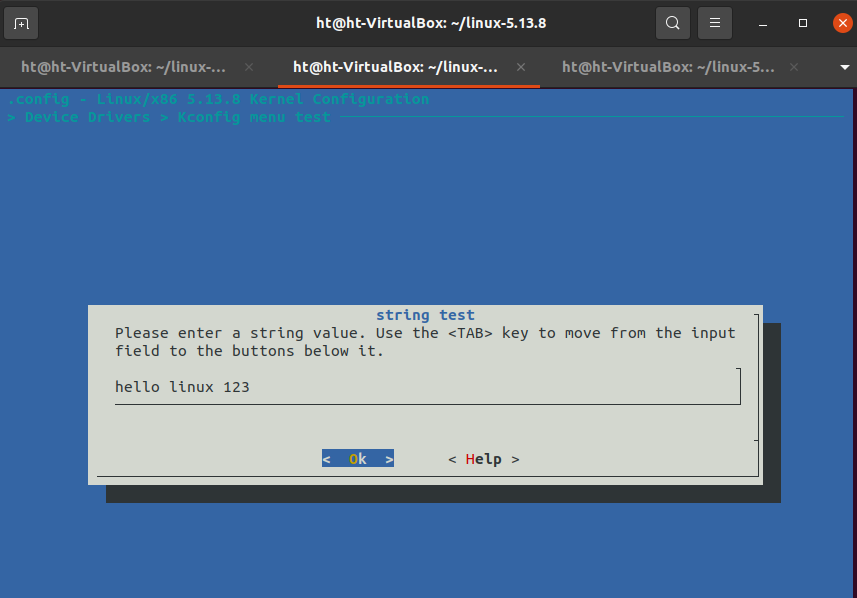 ht@ht-VirtualBox: ~/linux-5.13.8
ht@ht-VirtualBox: ~/linux-... ht@ht-VirtualBox: ~/linux-... ht@ht-VirtualBox: ~/linux-5...
.config - Linux/x86 5.13.8 Kernel Configuration
> Device Drivers > Kconfig menu test
string test
Please enter a string value. Use the <TAB> key to move from the input
field to the buttons below it.
hello linux 123
< Ok > < Help >